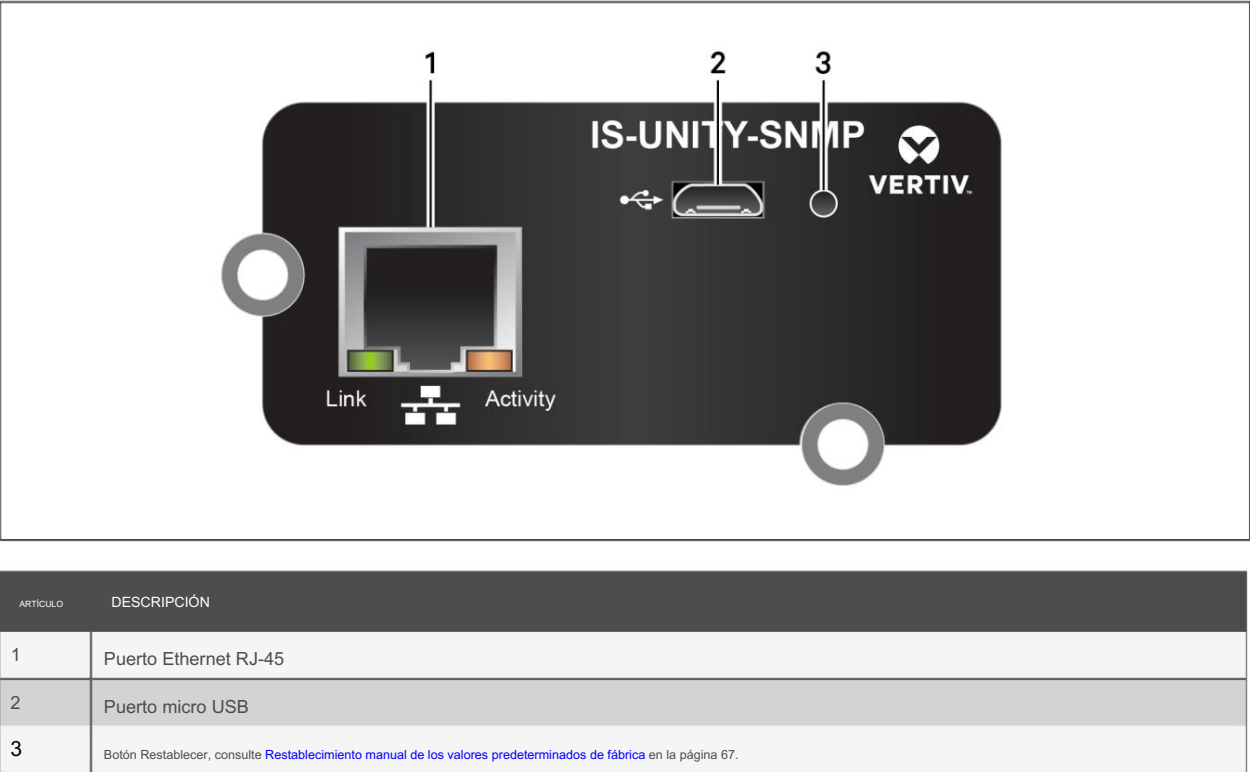 1 2 3
IS-UNITY-SNMP
VERTIV™
Link Activity
ARTÍCULO DESCRIPCIÓN
1 Puerto Ethernet RJ-45
2 Puerto micro USB
3 Botón Restablecer, consulte Restablecimiento manual de los valores predeterminados de fábrica en la página 67.